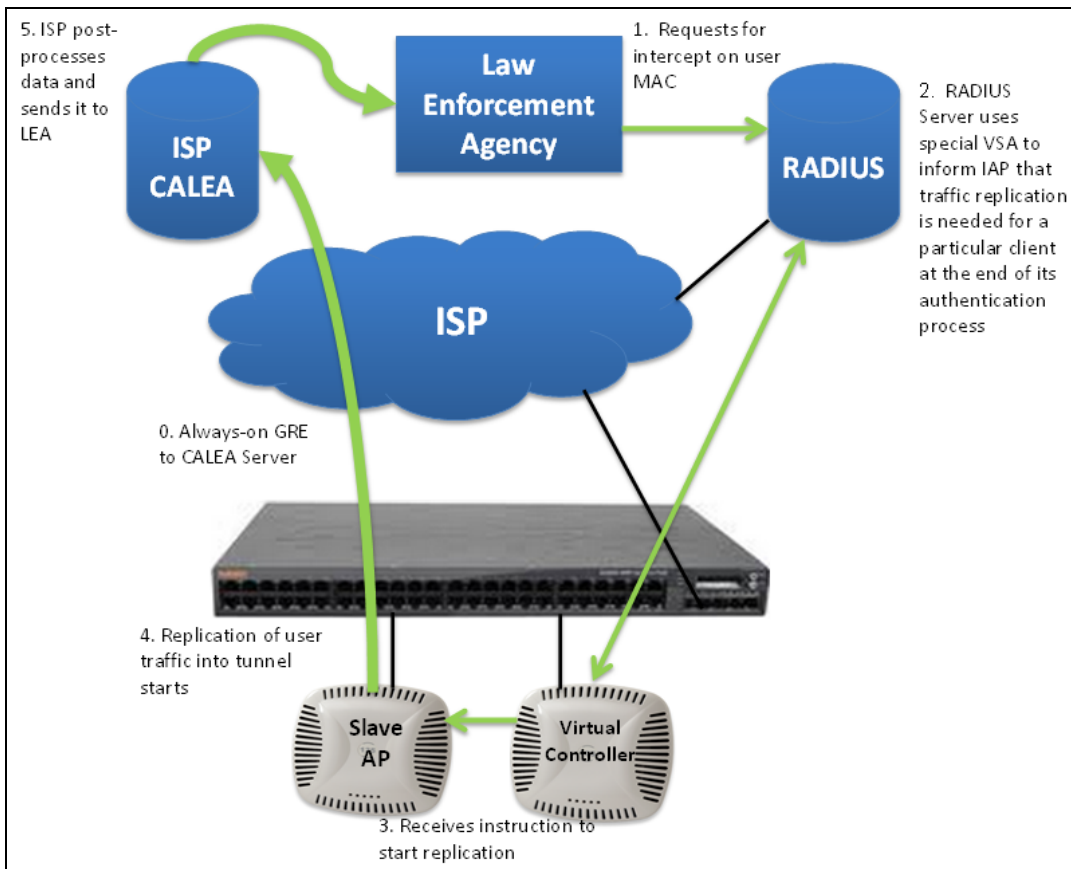 5. ISP post-
processes
data and
sends it to
LEA
Law
Enforcement
Agency
1. Requests for
intercept on user
MAC
ISP
CALEA
RADIUS
2. RADIUS
Server uses
special VSA to
inform IAP that
traffic replication
is needed for a
particular client
at the end of its
authentication
process
ISP
0. Always-on GRE
to CALEA Server
4. Replication of user
traffic into tunnel
starts
Slave
AP
Virtual
Controller
3. Receives instruction to
start replication